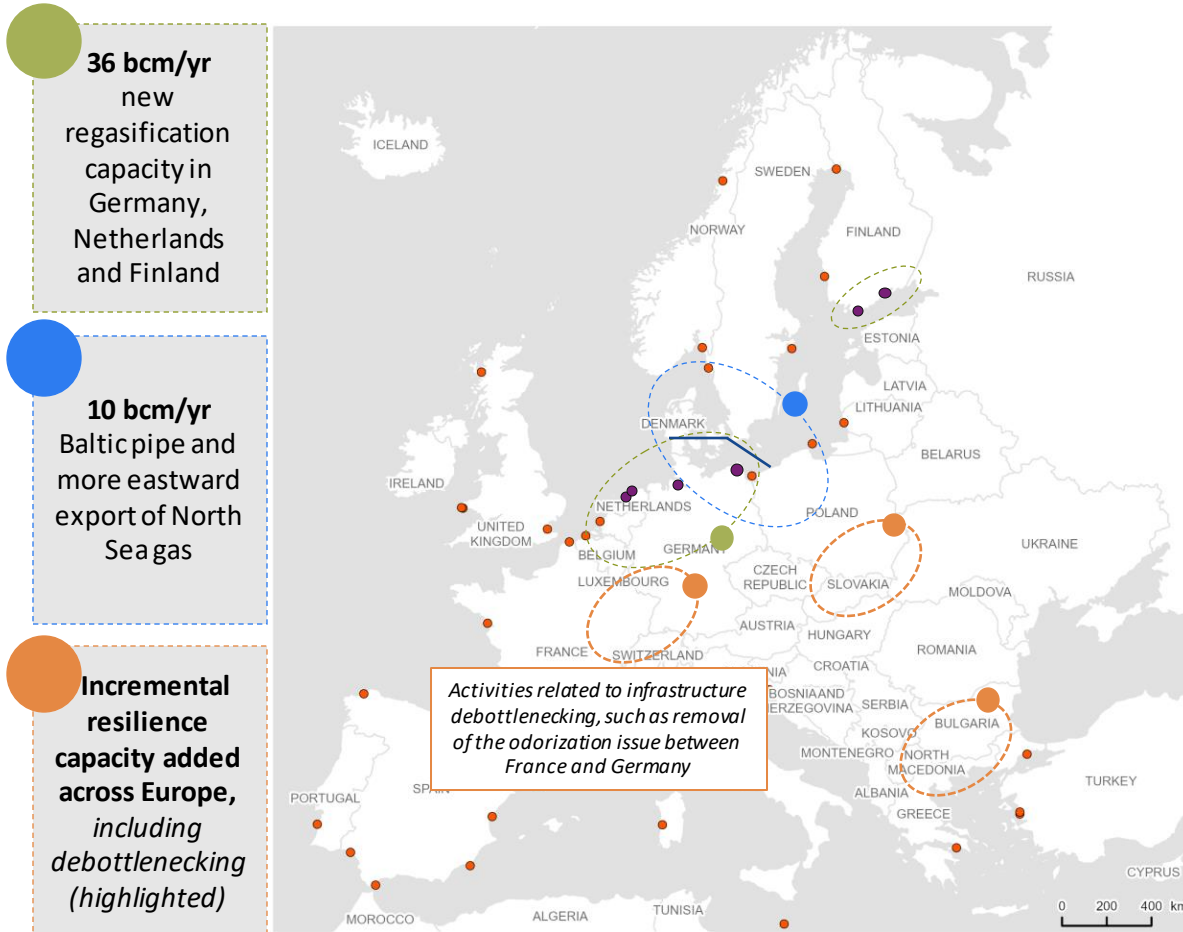 36 bcm/yr
new
regasification
capacity in
Germany,
Netherlands
and Finland
10 bcm/yr
Baltic pipe and
more eastward
export of North
Sea gas
Incremental
resilience
capacity added
across Europe,
including
debottlenecking
(highlighted)
ICELAND
SWEDEN
NORWAY
FINLAND
RUSSIA
ESTONIA
LATVIA
LITHUANIA
DENMARK
BELARUS
IRELAND
UNITED
KINGDOM
NETHERLANDS
POLAND
BELGIUM
GERMANY
UKRAINE
LUXEMBOURG
CZECH
REPUBLIC
SLOVAKIA
MOLDOVA
AUSTRIA
HUNGARY
FRANCE
SWITZERLAND
CROATIA
ROMANIA
Activities related to infrastructure
debottlenecking, such as removal
of the odorization issue between
France and Germany
NIA
BOSNIA AND
HERZEGOVINA
SERBIA
BULGARIA
KOSOVO
MONTENEGRO
NORTH
MACEDONIA
ALBANIA
GREECE
TURKEY
PORTUGAL
SPAIN
CYPRUS
MOROCCO
ALGERIA
TUNISIA
0 200 400 km